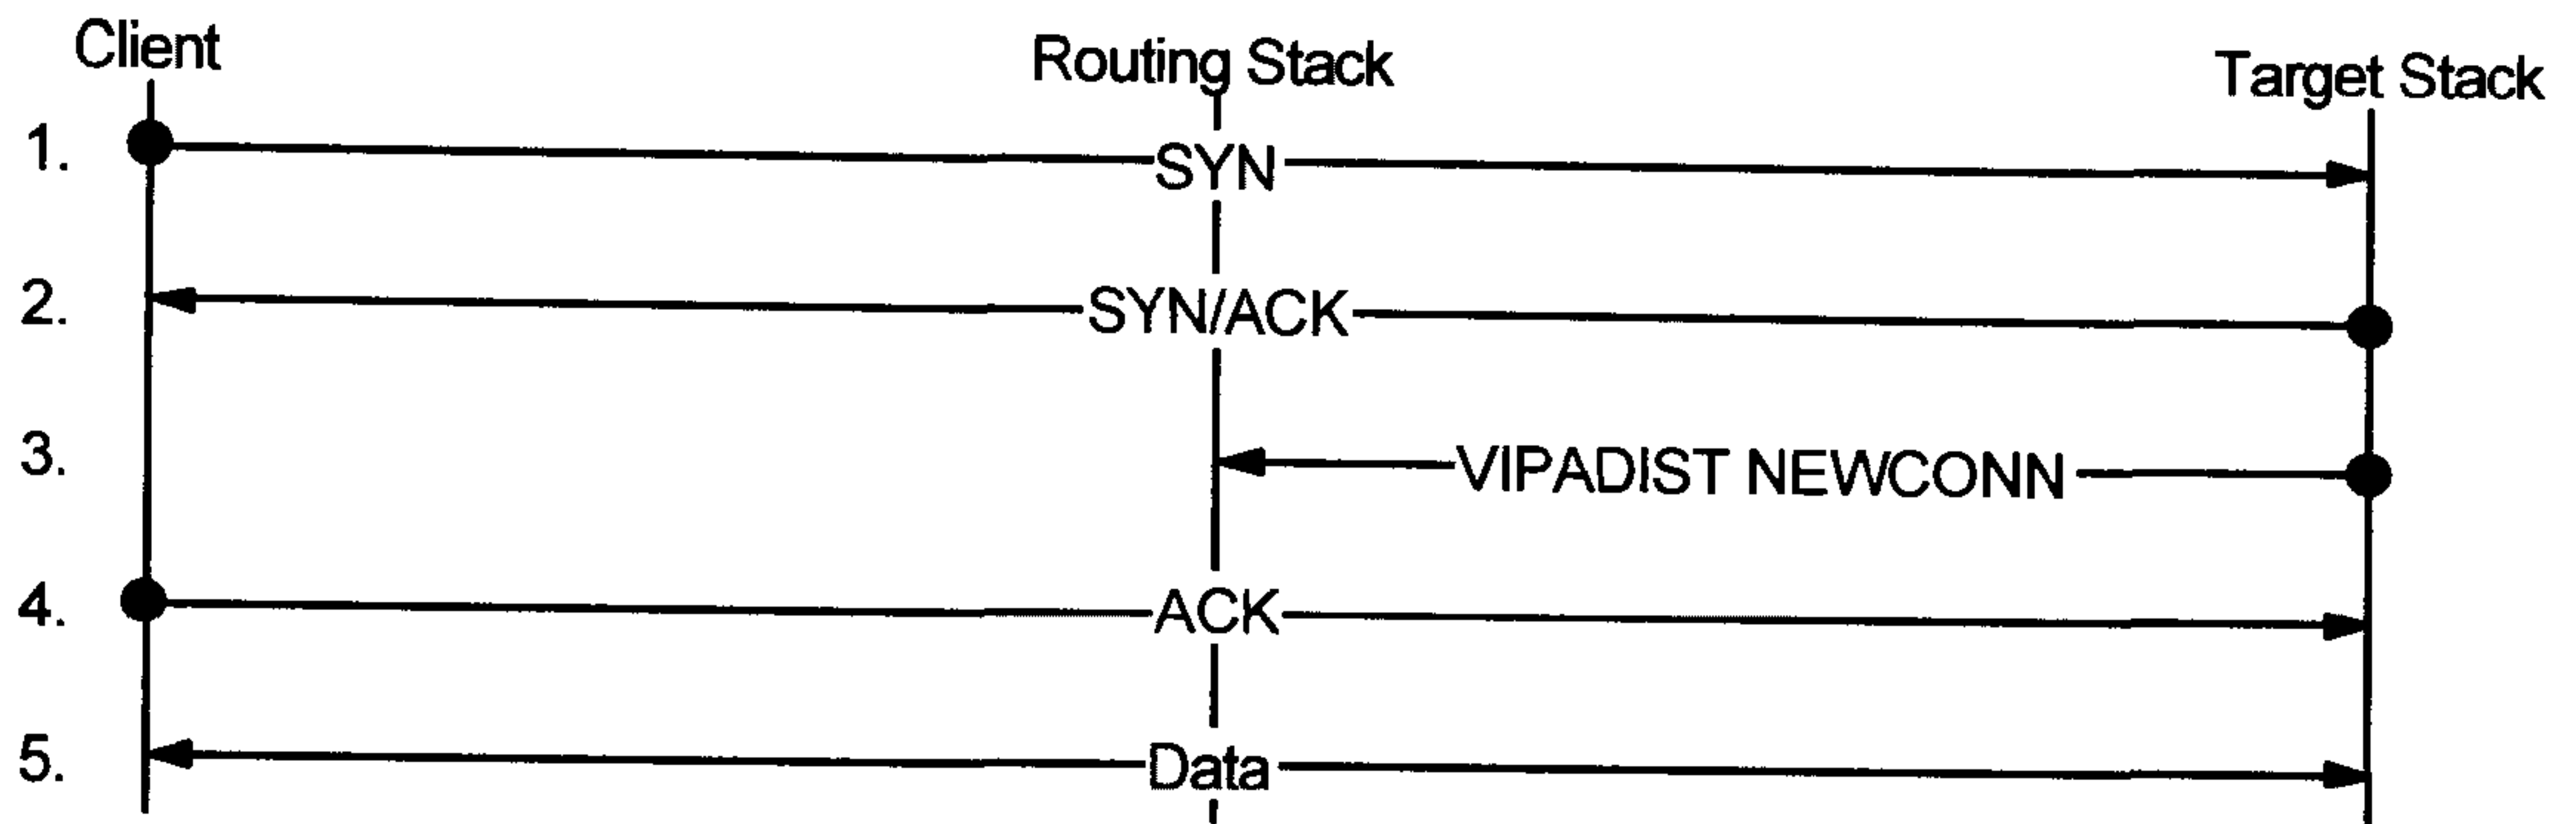 Client Routing Stack Target Stack
1. SYN
2. SYN/ACK
3. VIPADIST NEWCONN
4. ACK
5. Data